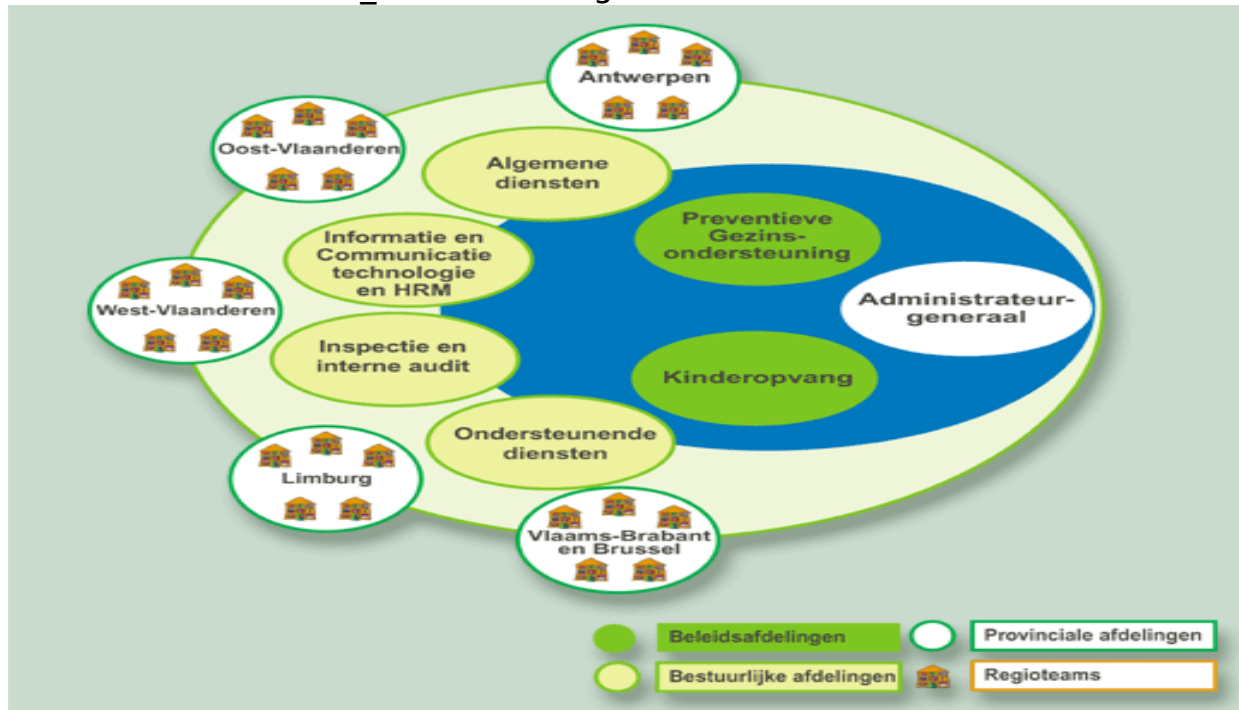 Antwerpen
Oost-Vlaanderen
Algemene
diensten
Preventieve
Gezins-
ondersteuning
Informatie en
Communicatie
technologie
en HRM
West-Vlaanderen
Administrateur-
generaal
Inspectie en
interne audit
Kinderopvang
Ondersteunende
diensten
Limburg
Vlaams-Brabant
en Brussel
Beleidsafdelingen
Provinciale afdelingen
Bestuurlijke afdelingen
Regioteams